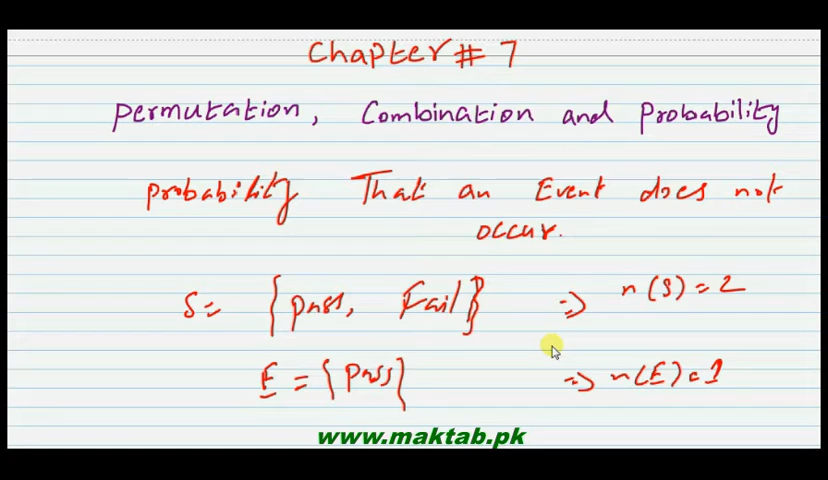 Chapter # 7
Permutation, Combination and Probability
Probability That an Event does not
occur.
S = {Pass, Fail} => n(S) = 2
E = {Pass} => n(E) = 1
www.maktab.pk